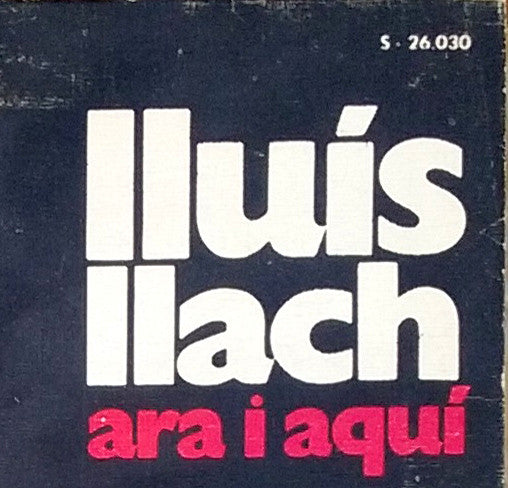 S - 26.030
lluís
llach
ara i aquí